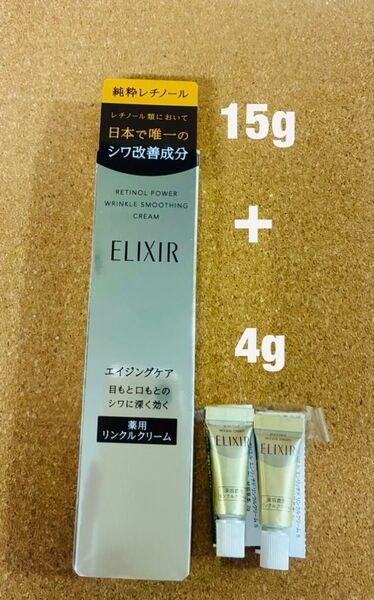 純粋レチノール
レチノール類において
日本で唯一の
シワ改善成分
RETINOL POWER
WRINKLE SMOOTHING
CREAM
ELIXIR
エイジングケア
目もと口もとの
シワに深く効く
薬用
リンクルクリーム
15g
+
4g
ELIXIR
ELIXIR